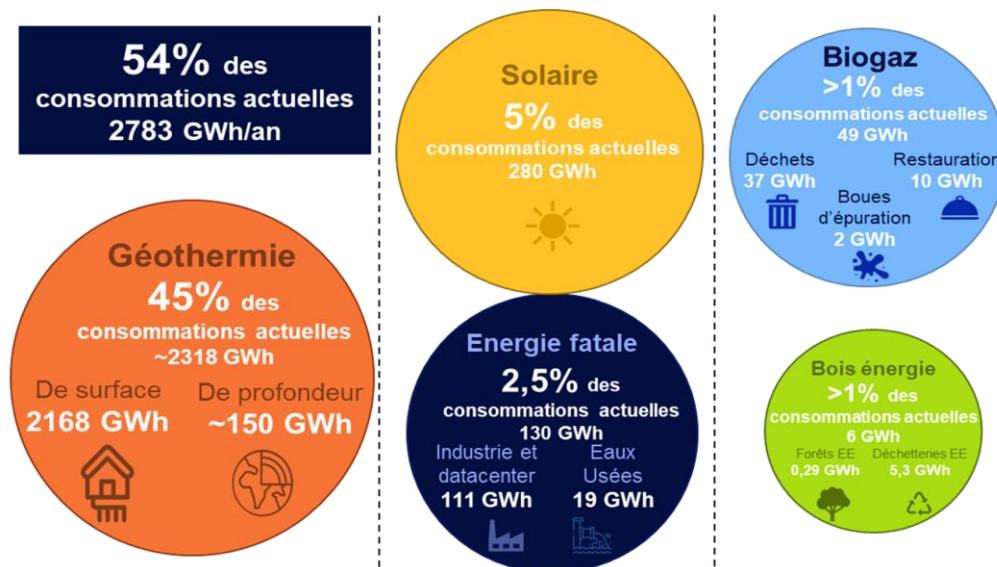 54% des
consommations actuelles
2783 GWh/an
Géothermie
45% des
consommations actuelles
~2318 GWh
De surface
2168 GWh
De profondeur
~150 GWh
Solaire
5% des
consommations actuelles
280 GWh
Energie fatale
2,5% des
consommations actuelles
130 GWh
Industrie et
datacenter
111 GWh
Eaux
Usées
19 GWh
Biogaz
>1% des
consommations actuelles
49 GWh
Déchets
37 GWh
Restauration
10 GWh
Boues
d'épuration
2 GWh
Bois énergie
>1% des
consommations actuelles
6 GWh
Forêts EE
0,29 GWh
Déchetteries EE
5,3 GWh